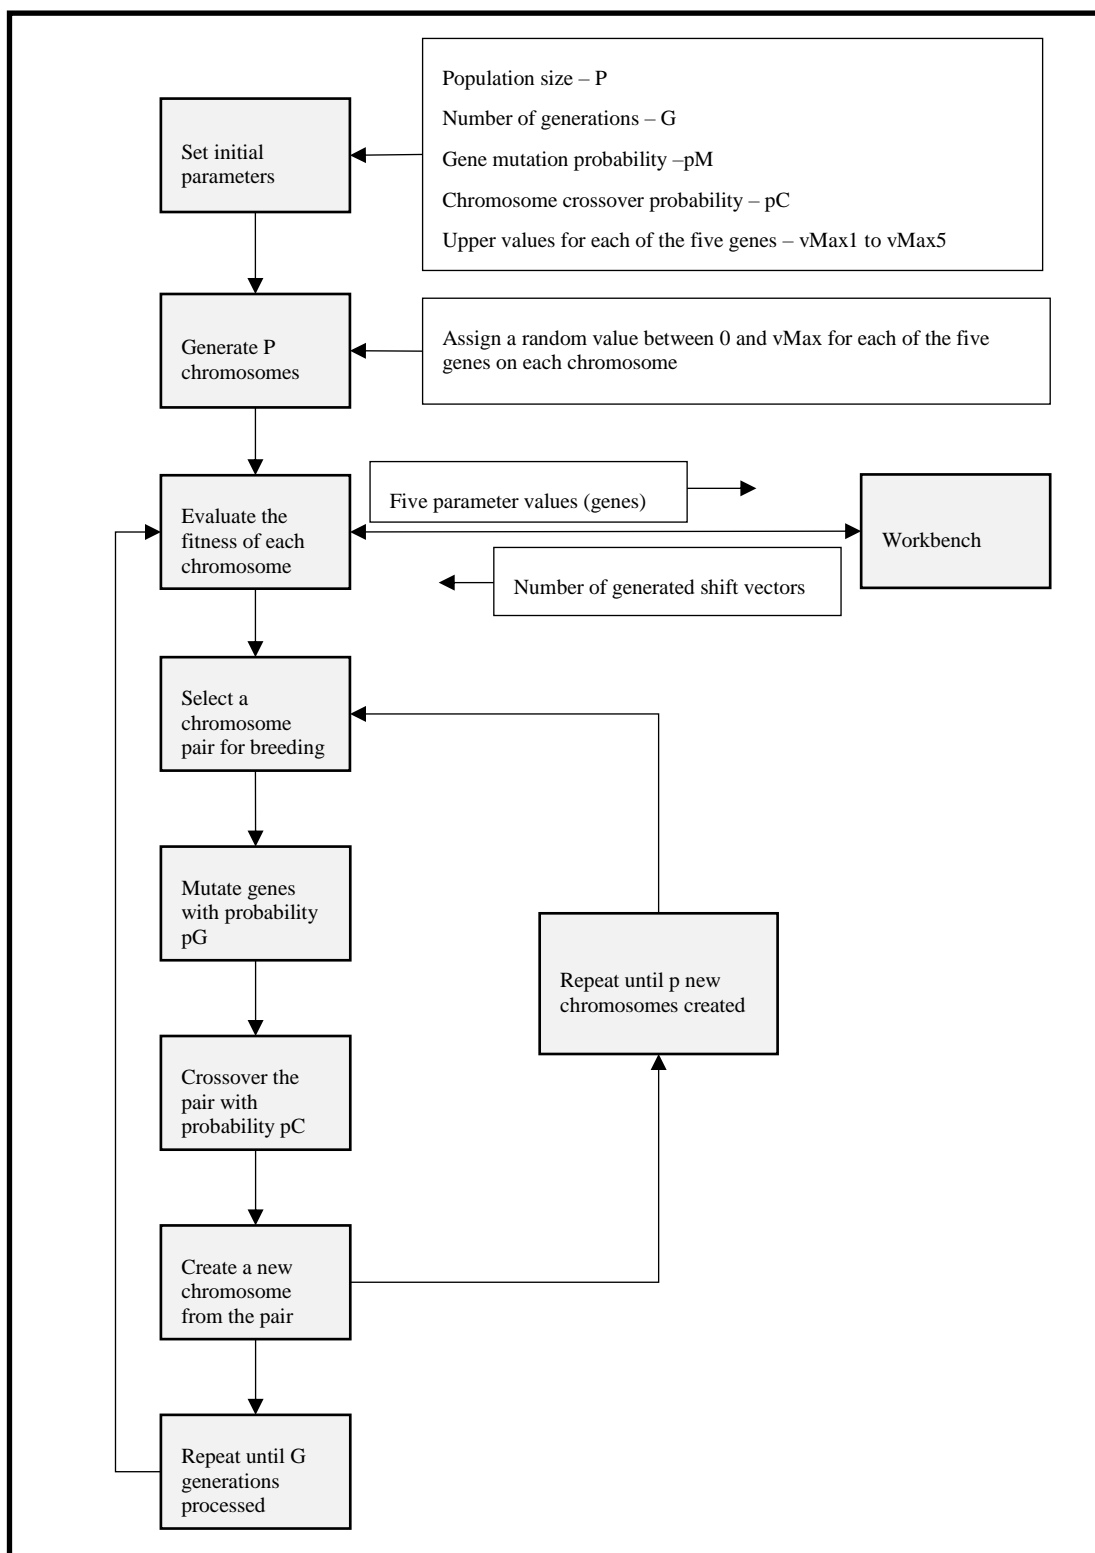 Population size – P
Number of generations – G
Gene mutation probability –pM
Chromosome crossover probability – pC
Upper values for each of the five genes – vMax1 to vMax5
Set initial
parameters
Generate P
chromosomes
Assign a random value between 0 and vMax for each of the five
genes on each chromosome
Five parameter values (genes)
Evaluate the
fitness of each
chromosome
Workbench
Number of generated shift vectors
Select a
chromosome
pair for breeding
Mutate genes
with probability
pG
Repeat until p new
chromosomes created
Crossover the
pair with
probability pC
Create a new
chromosome
from the pair
Repeat until G
generations
processed